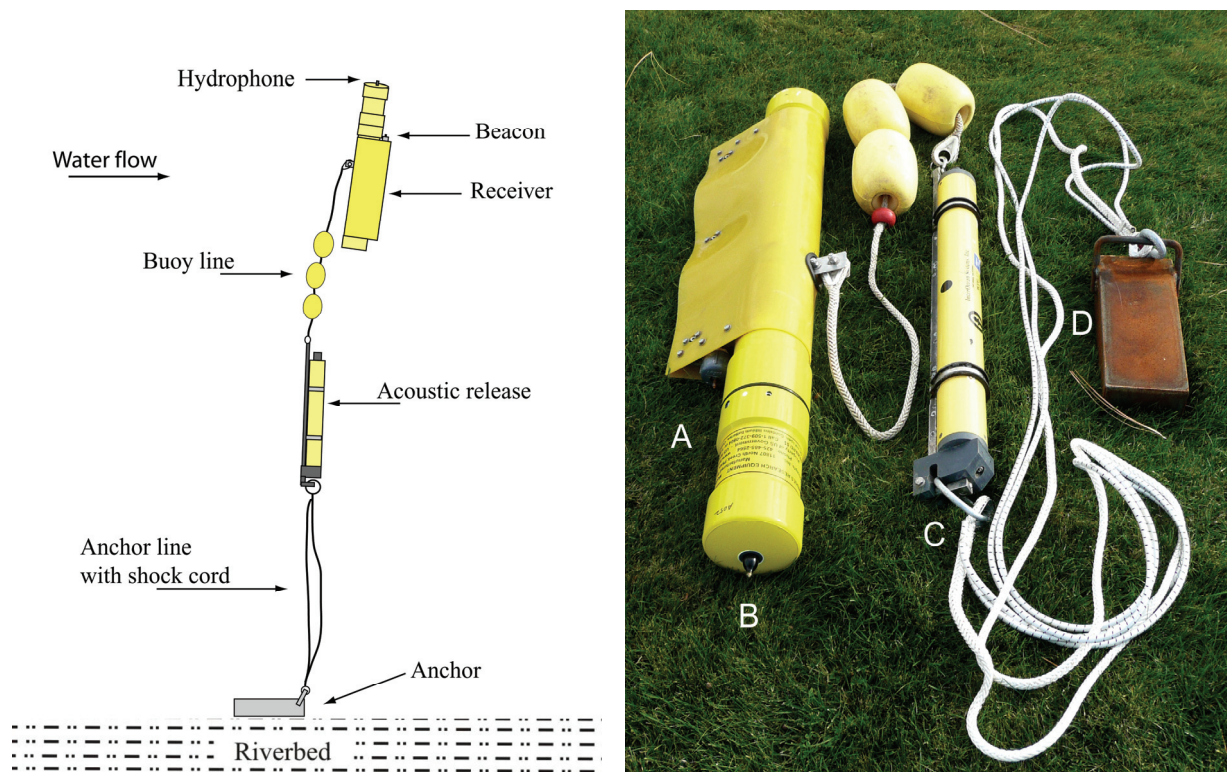 Hydrophone
Beacon
Water flow
Receiver
Buoy line
Acoustic release
Anchor line
with shock cord
Anchor
Riverbed
A
B
C
D